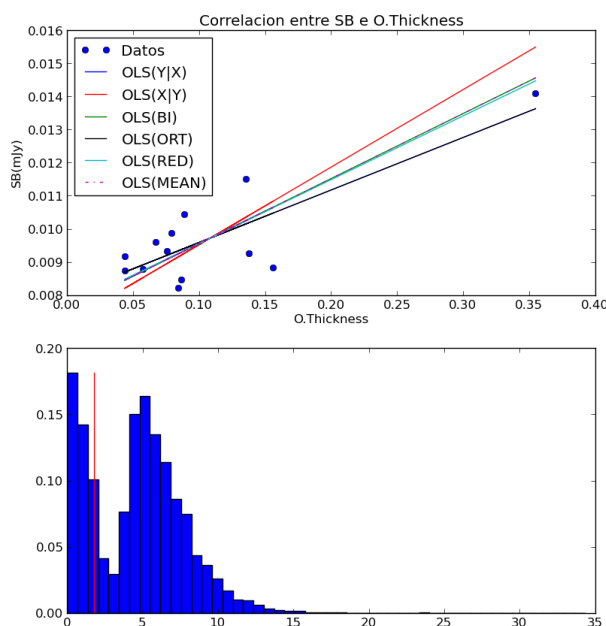 Correlacion entre SB e O.Thickness
0.016
0.015
0.014
0.013
0.012
0.011
0.010
0.009
0.008
SB(mJy)
Datos
OLS(Y|X)
OLS(X|Y)
OLS(BI)
OLS(ORT)
OLS(RED)
OLS(MEAN)
0.00 0.05 0.10 0.15 0.20 0.25 0.30 0.35 0.40
O.Thickness
0.20
0.15
0.10
0.05
0.00
0 5 10 15 20 25 30 35